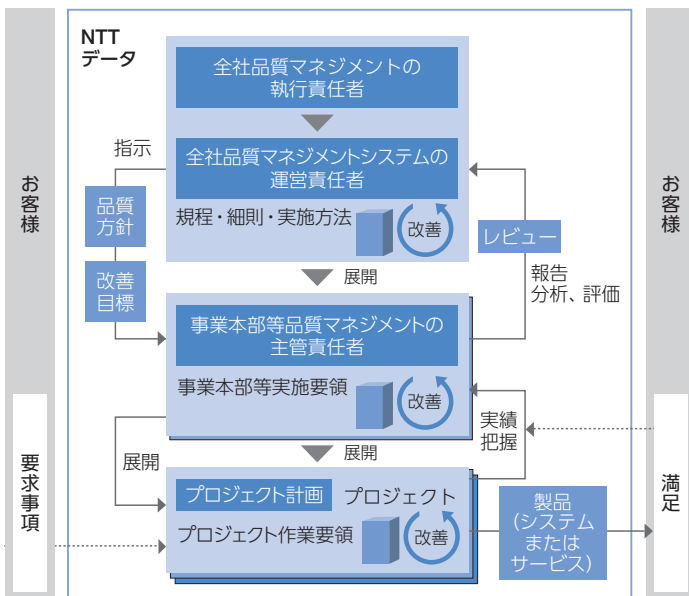 NTT
データ
全社品質マネジメントの
執行責任者
指示
全社品質マネジメントシステムの
運営責任者
お客様
お客様
品質
方針
規程・細則・実施方法
改善
レビュー
改善
目標
展開
報告
分析、評価
事業本部等品質マネジメントの
主管責任者
事業本部等実施要領
改善
実績
把握
展開
展開
要求事項
満足
プロジェクト計画
プロジェクト
プロジェクト作業要領
改善
製品
(システム
または
サービス)